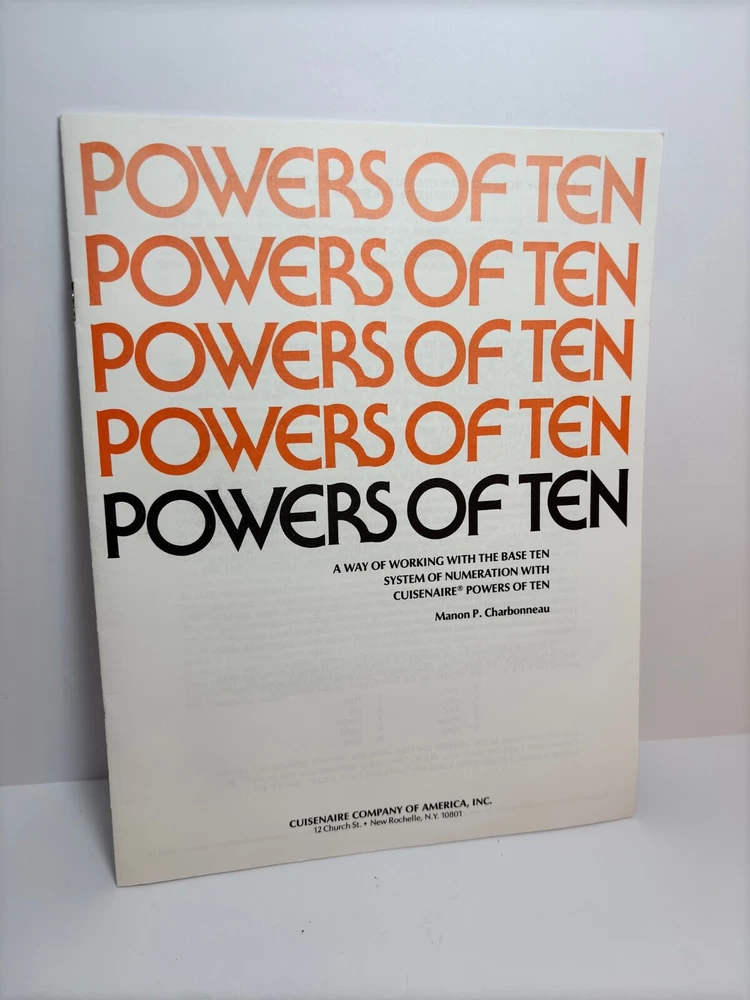 POWERS OF TEN
POWERS OF TEN
POWERS OF TEN
POWERS OF TEN
POWERS OF TEN
A WAY OF WORKING WITH THE BASE TEN
SYSTEM OF NUMERATION WITH
CUISENAIRE® POWERS OF TEN
Manon P. Charbonneau
CUISENAIRE COMPANY OF AMERICA, INC.
12 Church St. • New Rochelle, N.Y. 10801